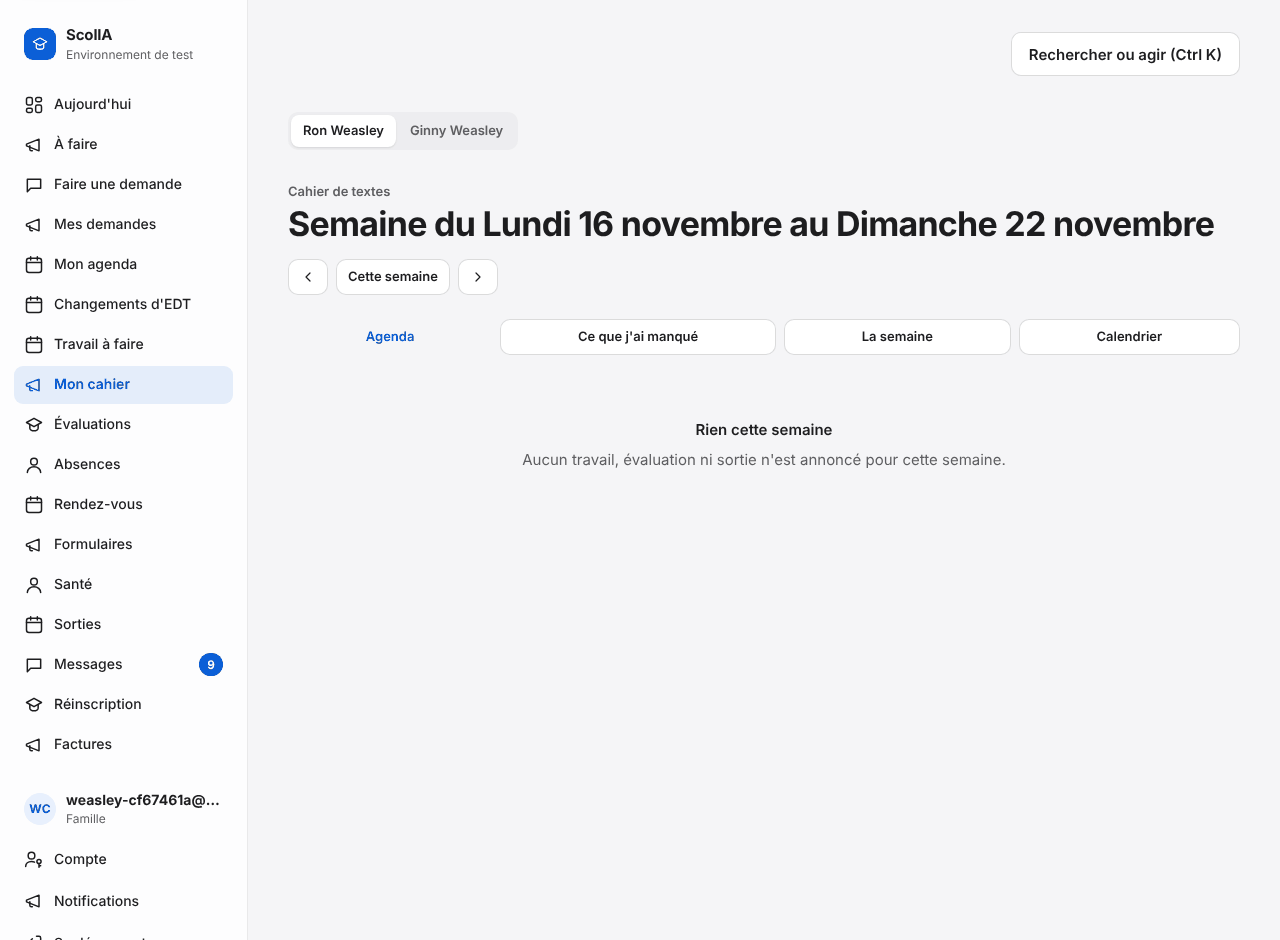 ScolIA
Environnement de test
Aujourd'hui
À faire
Faire une demande
Mes demandes
Mon agenda
Changements d'EDT
Travail à faire
Mon cahier
Évaluations
Absences
Rendez-vous
Formulaires
Santé
Sorties
Messages 9
Réinscription
Factures
WC weasley-cf67461a@...
Famille
Compte
Notifications
Rechercher ou agir (Ctrl K)
Ron Weasley Ginny Weasley
Cahier de textes
Semaine du Lundi 16 novembre au Dimanche 22 novembre
Cette semaine
Agenda Ce que j'ai manqué La semaine Calendrier
Rien cette semaine
Aucun travail, évaluation ni sortie n'est annoncé pour cette semaine.